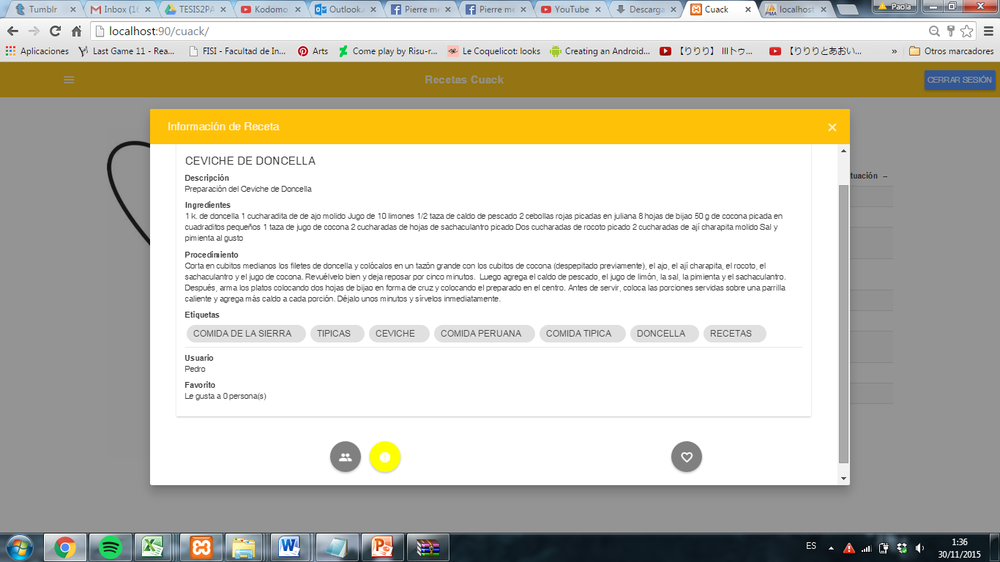 Tumblr
Inbox (16
TESIS2PA
Kodomo
Outlook.c
Pierre me
Pierre me
YouTube
Descarga
Cuack
localhost
Paola
localhost:90/cuack/
Aplicaciones
Last Game 11 - Rea...
FISI - Facultad de In...
Arts
Come play by Risu-r...
Le Coquelicot: looks
Creating an Android...
【りりり】 IIIトゥ...
【りりりとあおい...
»
Otros marcadores
Recetas Cuack
CERRAR SESIÓN
Información de Receta
tuación
CEVICHE DE DONCELLA
Descripción
Preparación del Ceviche de Doncella
Ingredientes
1 k. de doncella 1 cucharadita de de ajo molido Jugo de 10 limones 1/2 taza de caldo de pescado 2 cebollas rojas picadas en juliana 8 hojas de bijao 50 g de cocona picada en
cuadraditos pequeños 1 taza de jugo de cocona 2 cucharadas de hojas de sachaculantro picado Dos cucharadas de rocoto picado 2 cucharadas de ají charapita molido Sal y
pimienta al gusto
Procedimiento
Corta en cubitos medianos los filetes de doncella y colócalos en un tazón grande con los cubitos de cocona (despepitado previamente), el ajo, el ají charapita, el rocoto, el
sachaculantro y el jugo de cocona. Revuélvelo bien y deja reposar por cinco minutos. Luego agrega el caldo de pescado, el jugo de limón, la sal, la pimienta y el sachaculantro.
Después, arma los platos colocando dos hojas de bijao en forma de cruz y colocando el preparado en el centro. Antes de servir, coloca las porciones servidas sobre una parrilla
caliente y agrega más caldo a cada porción. Déjalo unos minutos y sírvelos inmediatamente.
Etiquetas
COMIDA DE LA SIERRA
TIPICAS
CEVICHE
COMIDA PERUANA
COMIDA TIPICA
DONCELLA
RECETAS
Usuario
Pedro
Favorito
Le gusta a 0 persona(s)
ES
1:36
30/11/2015